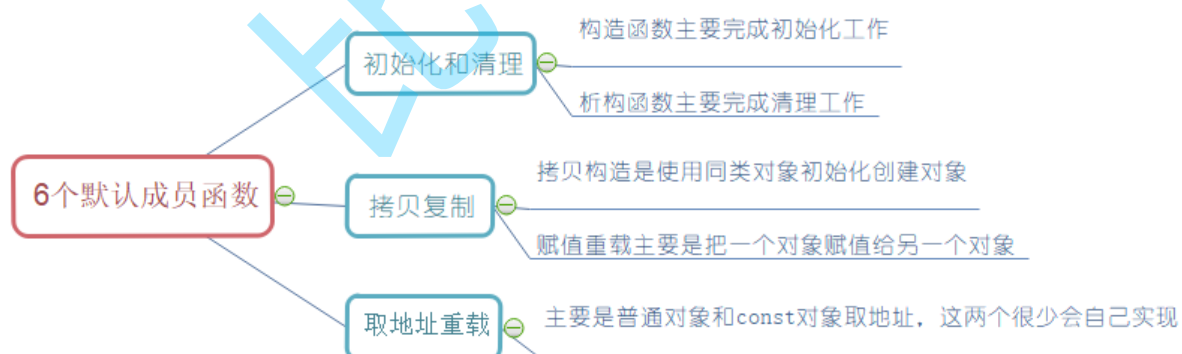 构造函数主要完成初始化工作
初始化和清理
析构函数主要完成清理工作
拷贝构造是使用同类对象初始化创建对象
6个默认成员函数
拷贝复制
赋值重载主要是把一个对象赋值给另一个对象
取地址重载
主要是普通对象和const对象取地址，这两个很少会自己实现